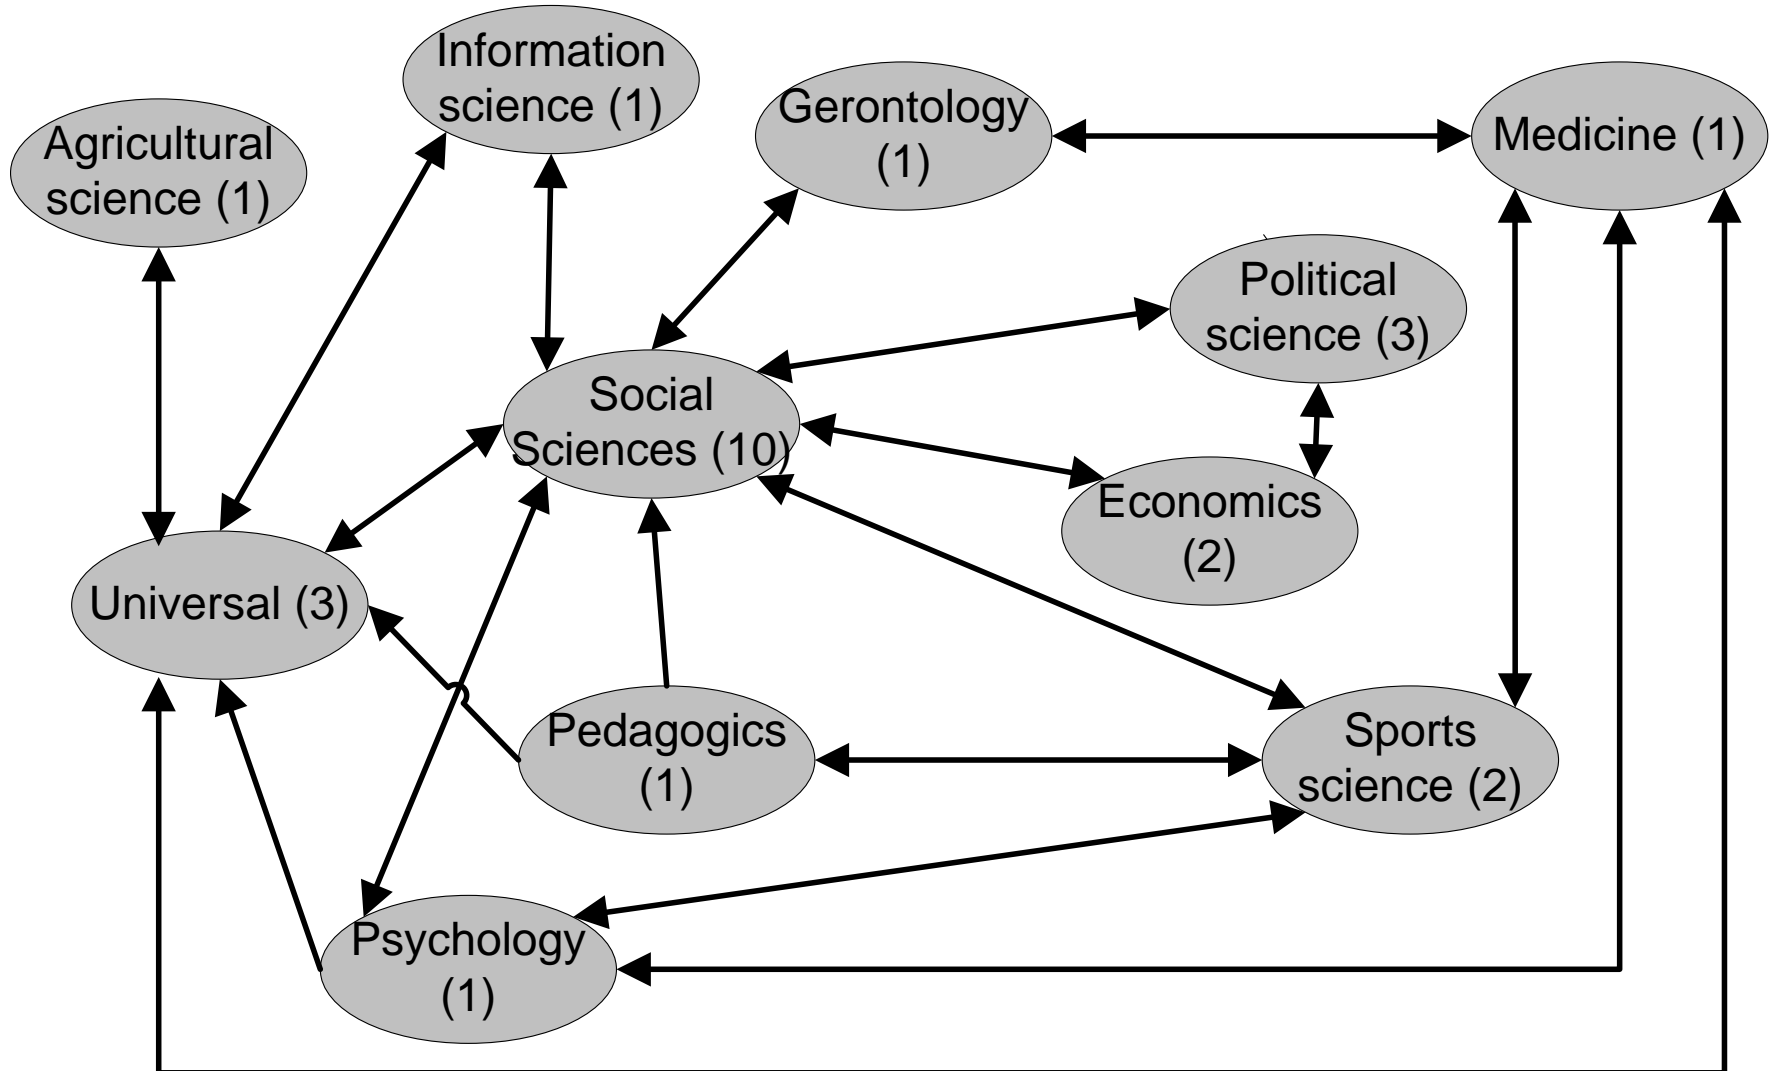 Information
science (1)
Gerontology
(1)
Medicine (1)
Agricultural
science (1)
Political
science (3)
Social
Sciences (10)
Economics
(2)
Universal (3)
Pedagogics
(1)
Sports
science (2)
Psychology
(1)